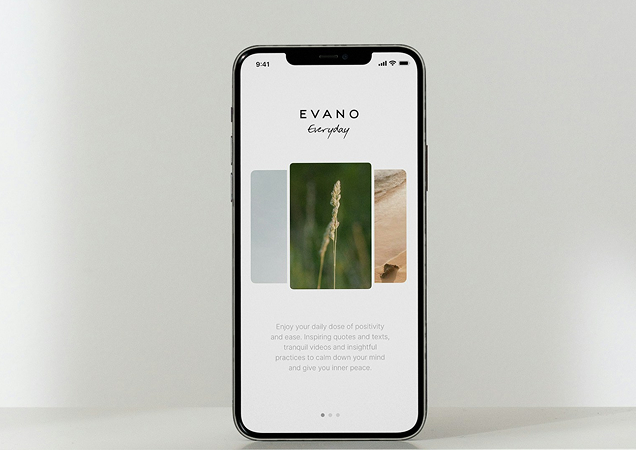 9:41
EVANO
Everyday
Enjoy your daily dose of positivity
and ease. Inspiring quotes and texts,
tranquil videos and insightful
practices to calm down your mind
and give you inner peace.